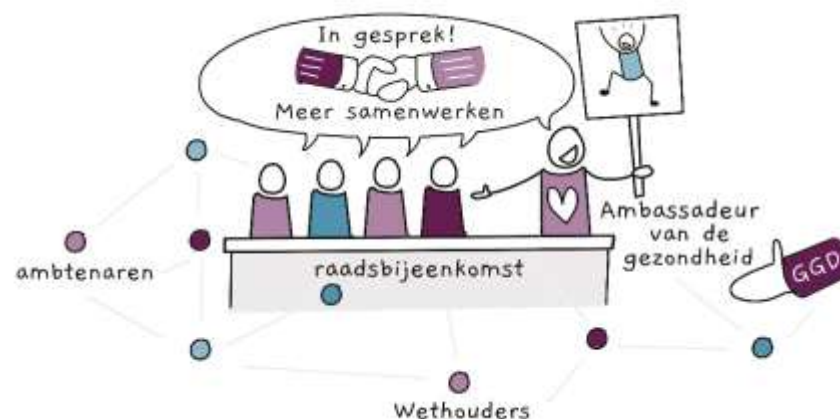 In gesprek!
Meer samenwerken
Ambassadeur
van de
gezondheid
GGD
ambtenaren
raadsbijeenkomst
Wethouders